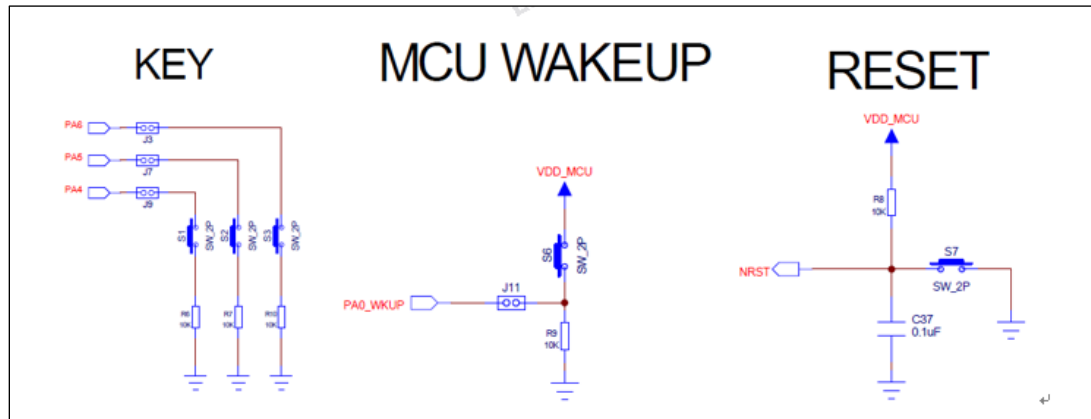 KEY
PA6
J3
PA5
J7
PA4
J9
S1
SW_2P
S2
SW_2P
S3
SW_2P
R6
10K
R7
10K
R10
10K
MCU WAKEUP
VDD_MCU
S6
SW_2P
PA0_WKUP
J11
R9
10K
RESET
VDD_MCU
R8
10K
NRST
S7
SW_2P
C37
0.1uF